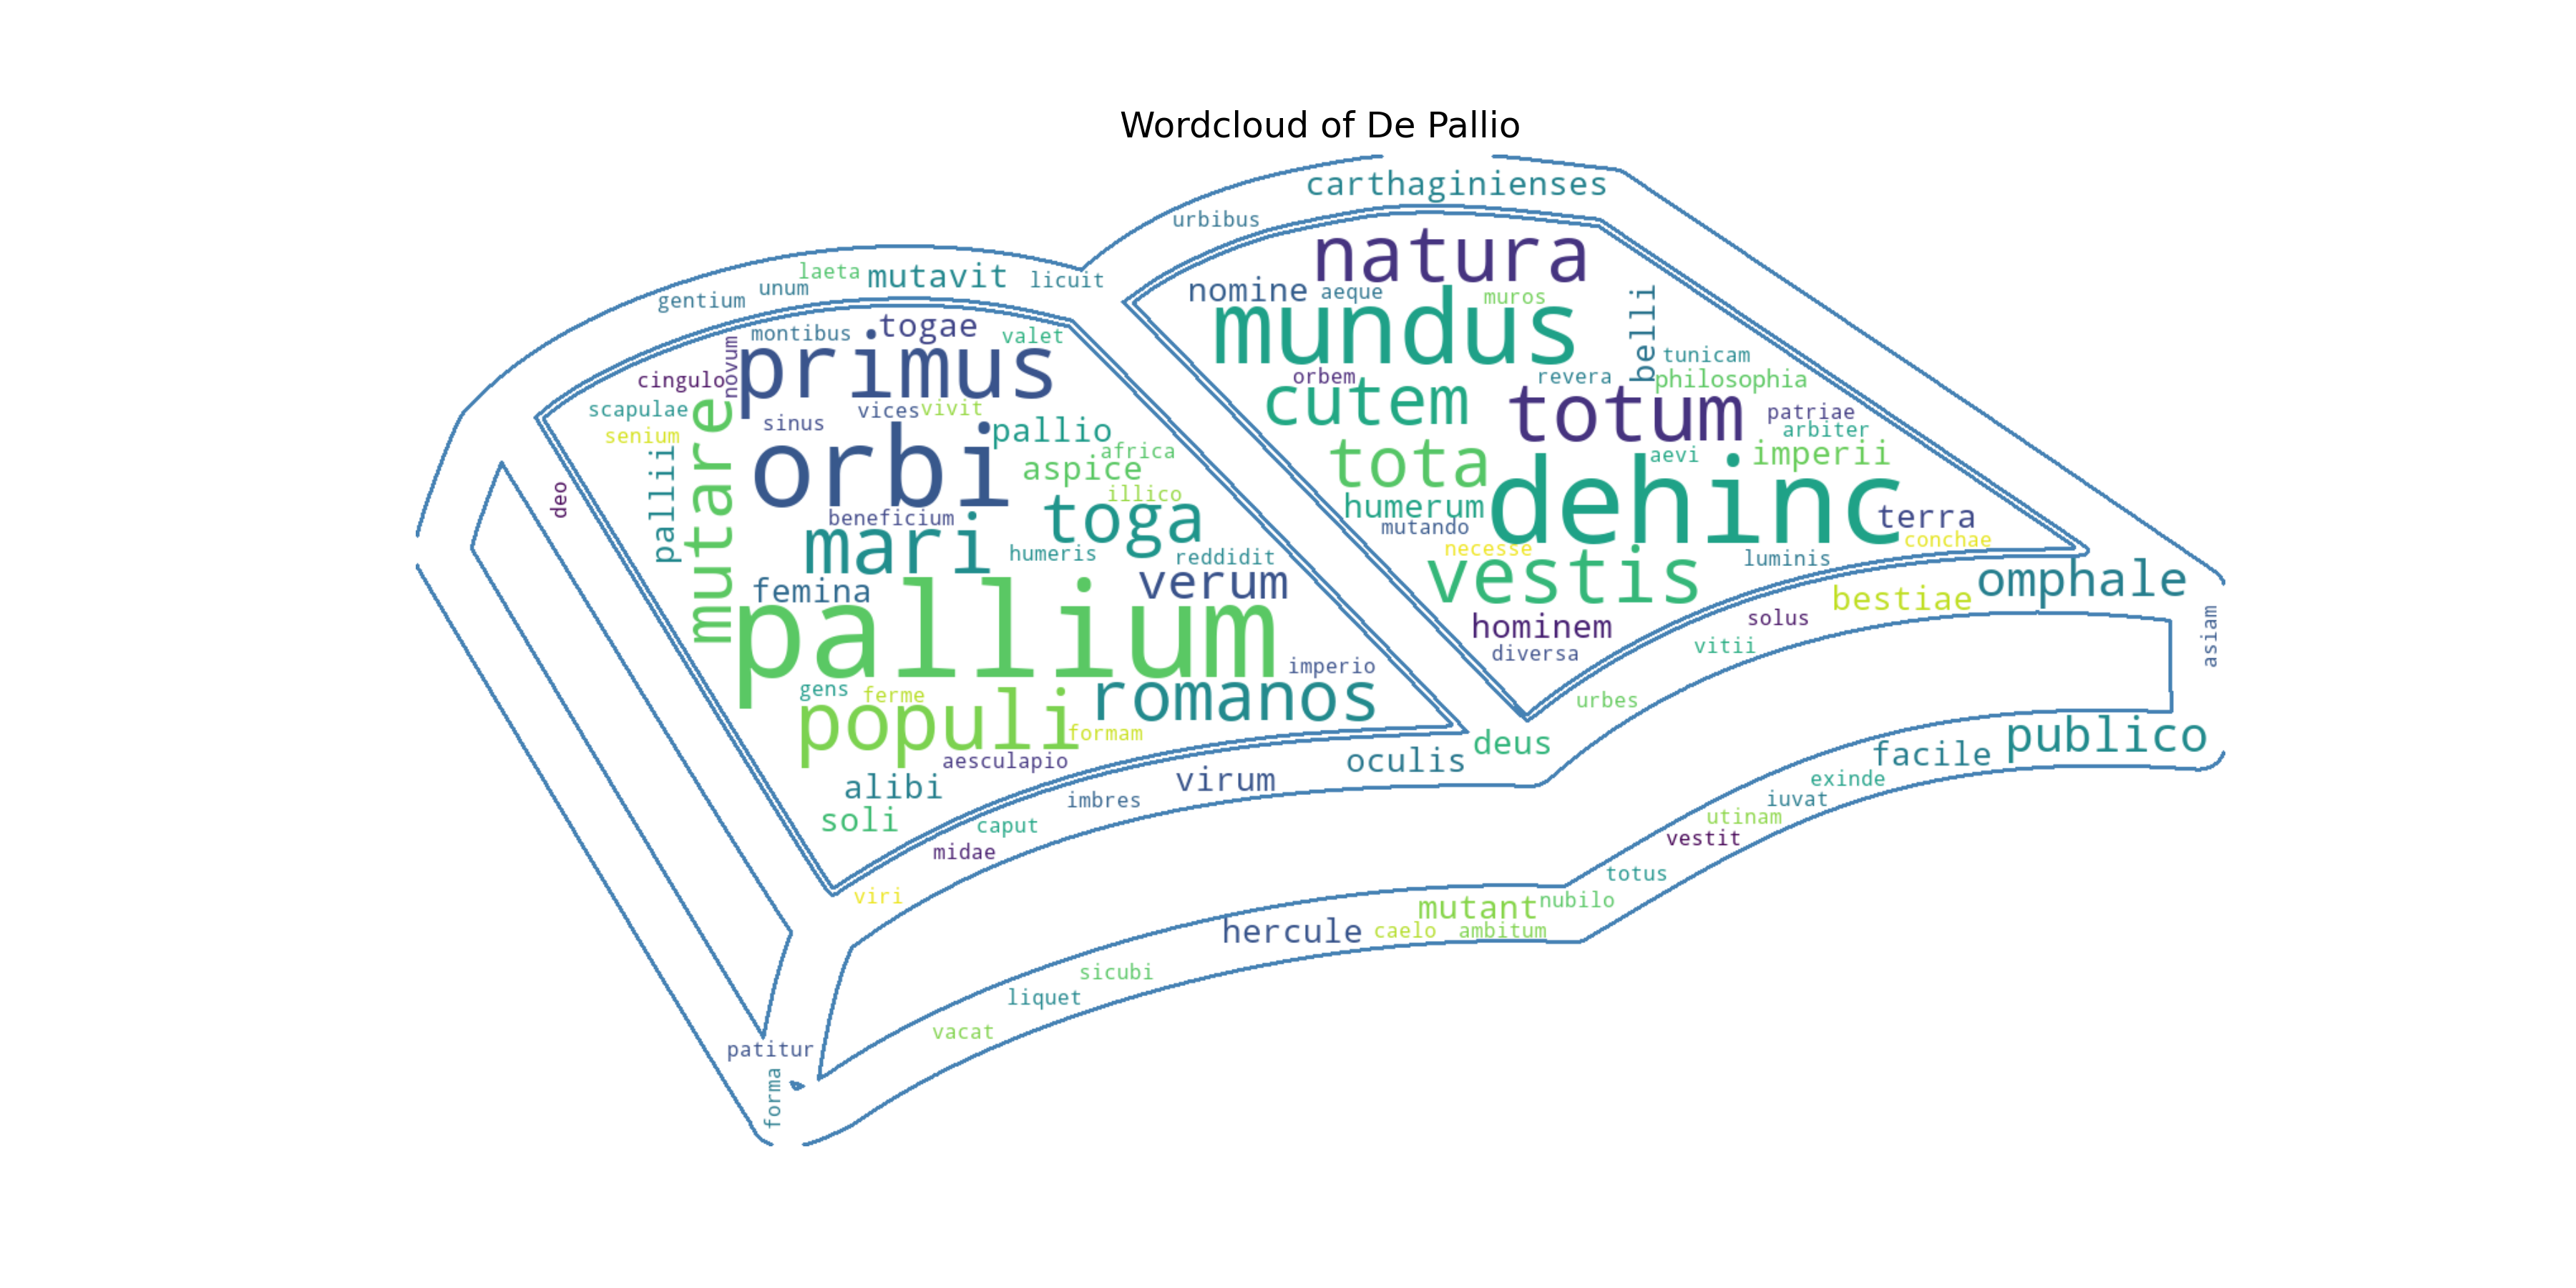 Wordcloud of De Pallio
carthaginienses
urbibus
natura
laeta mutavit licuit
gentium unum
nomine aeque muros
belli
mundus
montibus togae valet
novum
primus
tunicam
cingulo
orbem revera philosophia
scapulae
vices vivit
cutem
totum
patriae
sinus
pallio
arbiter
senium
mutare
orbi
africa
aspice
tota
aevi imperii
pallii
deo
illico
humerum
dehinc
beneficium
toga
mutando
terra
mari
humeris reddidit
necesse
luminis conchae
femina
verum
vestis
omphale
bestiae
pallium
hominem
solus
asiam
diversa
vitii
imperio
gens ferme
romanos
urbes
populi
formam
deus
publico
aesculapio
oculis
facile
alibi
virum
exinde
soli
imbres
iuvat
caput
utinam
midae
vestit
viri
totus
mutant nubilo
hercule caelo ambitum
sicubi
liquet
vacat
patitur
forma